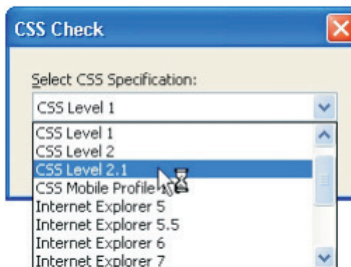 CSS Check
Select CSS Specification:
CSS Level 1
CSS Level 1
CSS Level 2
CSS Level 2.1
CSS Mobile Profile
Internet Explorer 5
Internet Explorer 5.5
Internet Explorer 6
Internet Explorer 7